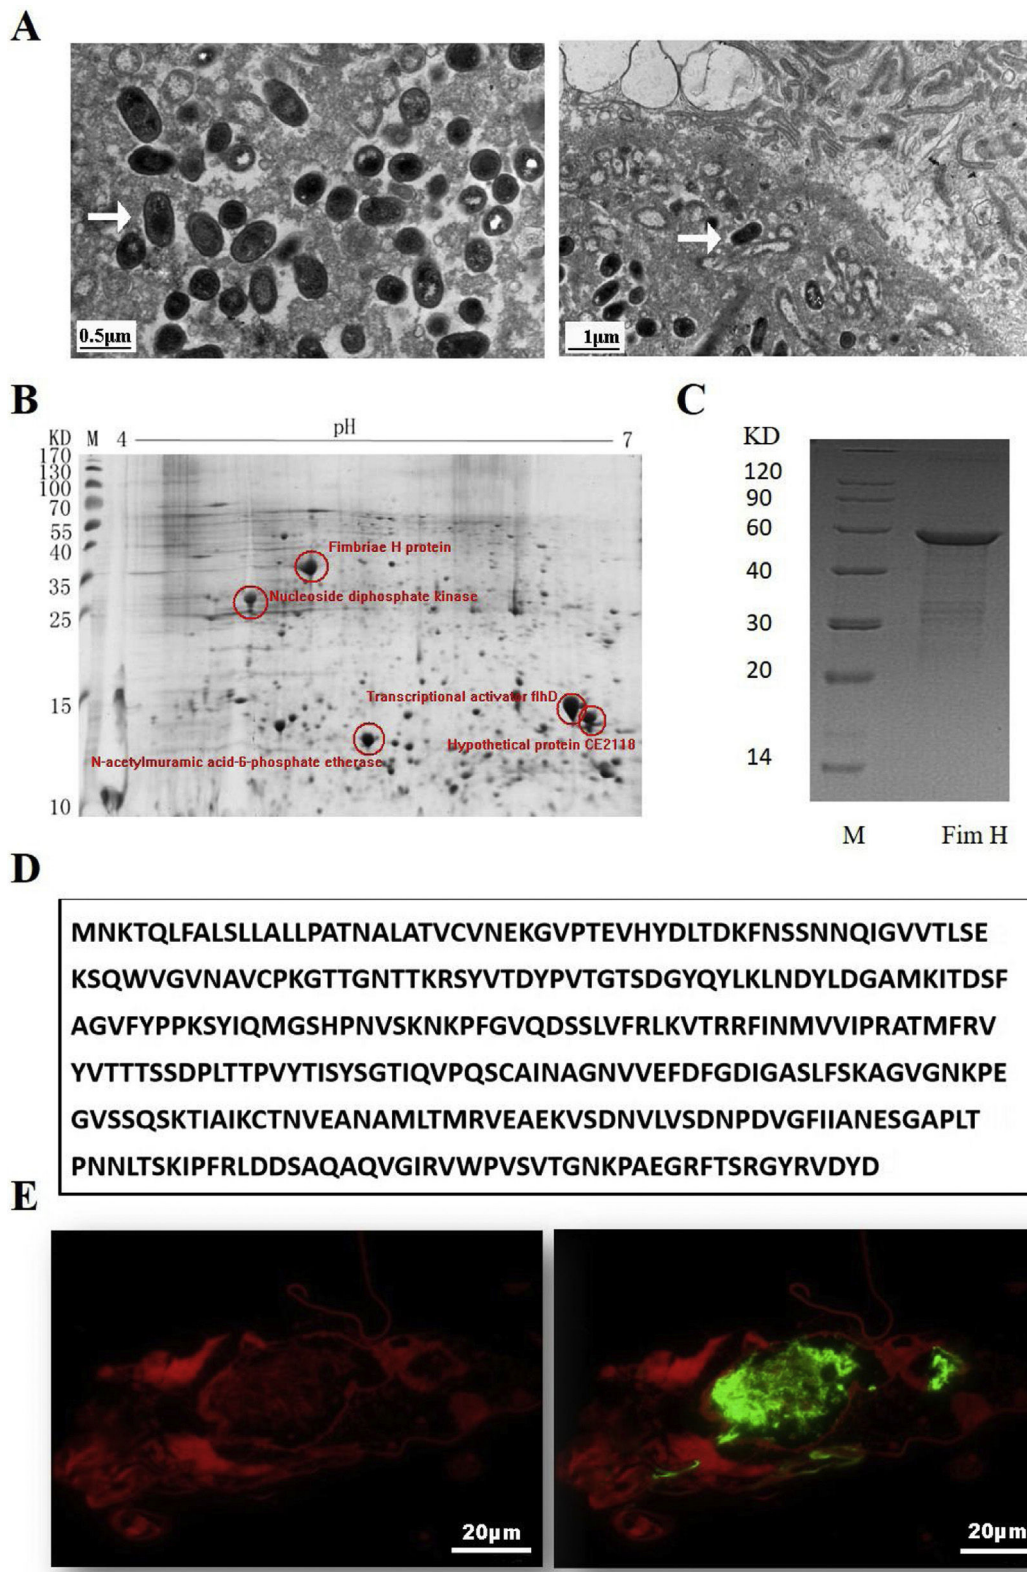 A
0.5μm
1μm
B
KD M 4 pH 7
170
130
100
70
55
40
35
25
15
10
Fimbriae H protein
Nucleoside diphosphate kinase
Transcriptional activator flhD
Hypothetical protein CE2118
N-acetylmuramic acid-6-phosphate etherase
C
KD
120
90
60
40
30
20
14
M Fim H
D
MNKTQLFALSLLALLPATNALATVCVNEKGVPTEVHYDLTDKFNSSNNQIGVVTLSE
KSQWVGVNAVCPKGTTGNTTKRSYVTDYPVTGTSDGYQYLKLNDYLDGAMKITDSF
AGVFYPPKSYIQMGSHPNVSKNKPFGVQDSSLVFRLKVTRRFINMVVIPRATMFRV
YVTTTSSDPLTTPVYTISYSGTIQVPQSCAINAGNVVEFDFGDIGASLFSKAGVGNKPE
GVSSQSKTIAIKCTNVEANAMLTMRVEAEKVSDNVLVSDNPDVGFIIANESGAPLT
PNNLTSKIPFRLDDSAQAQVGIRVWPVSVTGNKPAEGRFTSRGYRVDYD
E
20μm
20μm